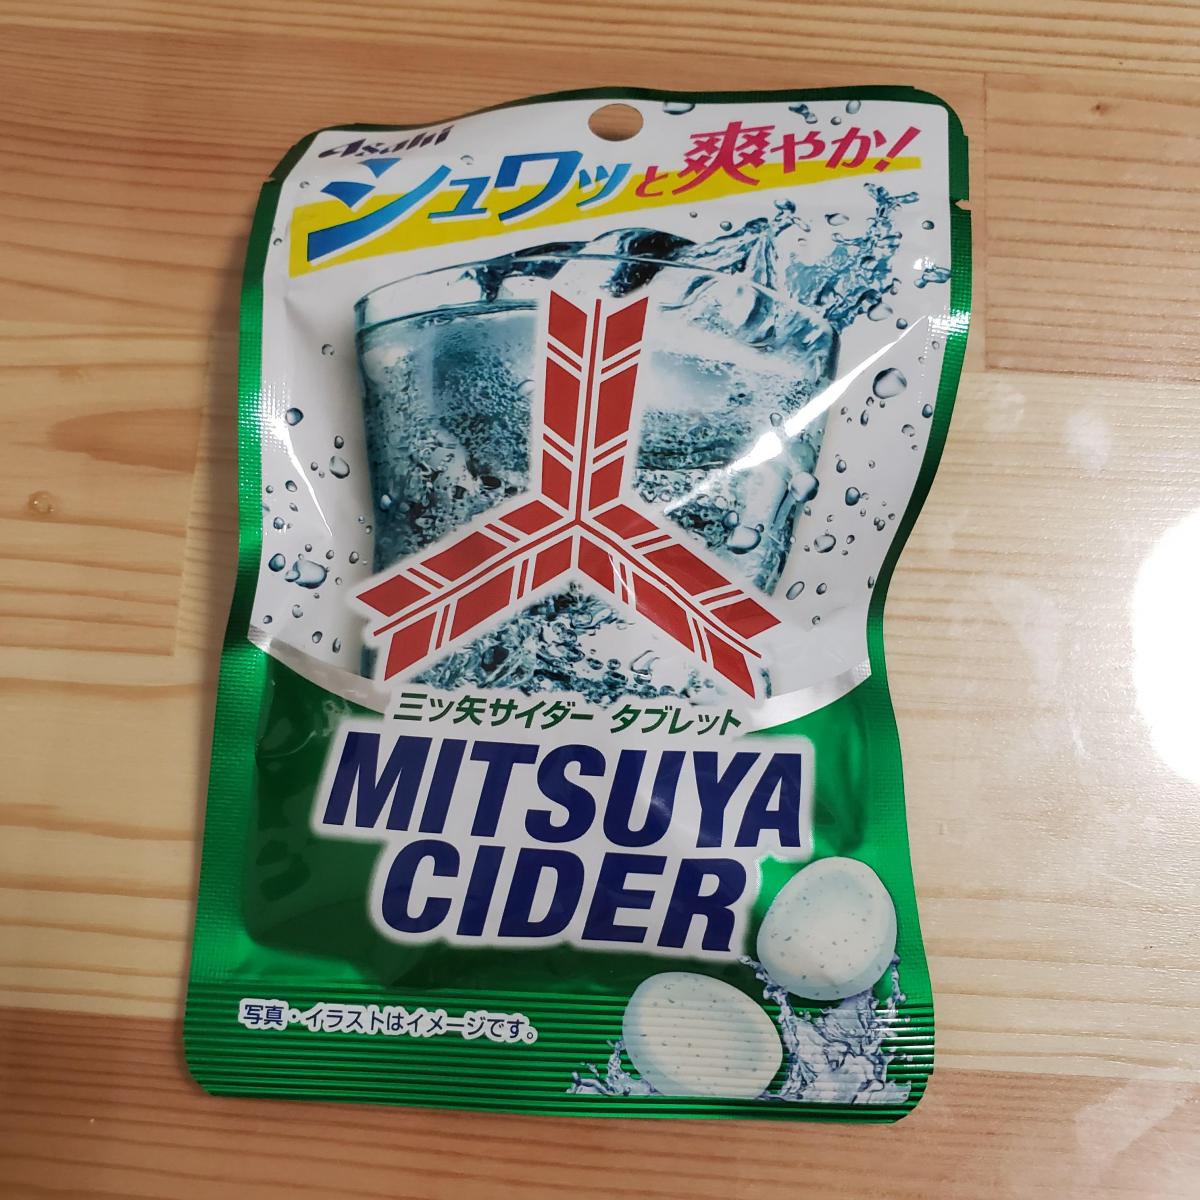 Asahi
シュワッと爽やか!
三ツ矢サイダー タブレット
MITSUYA
CIDER
写真・イラストはイメージです。